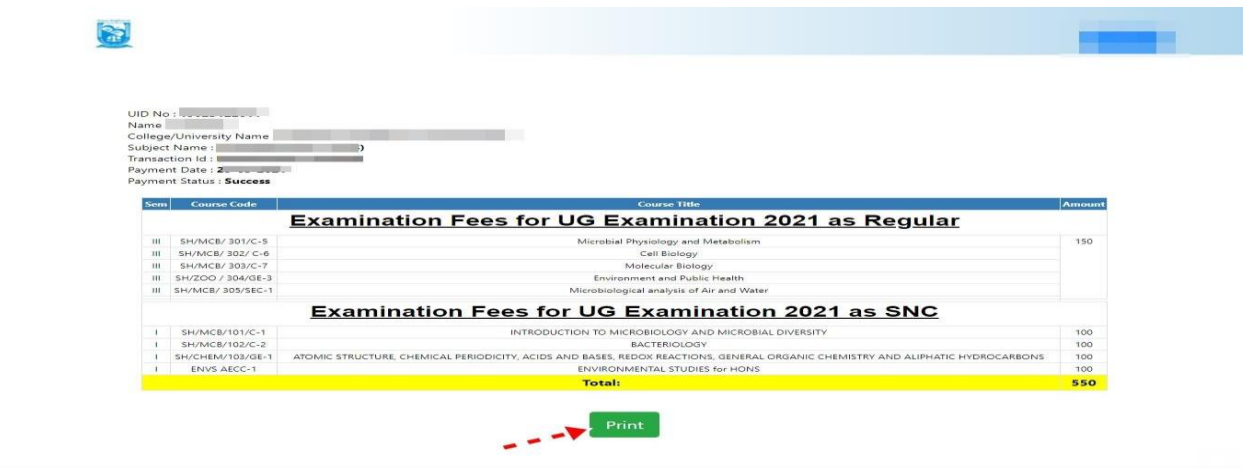 UID No :
Name
College/University Name
Subject Name : )
Transaction Id :
Payment Date : 2
Payment Status : Success
Sem Course Code Course Title Amount
Examination Fees for UG Examination 2021 as Regular
III SH/MCB/ 301/C-5 Microbial Physiology and Metabolism 150
III SH/MCB/ 302/ C-6 Cell Biology
III SH/MCB/ 303/C-7 Molecular Biology
III SH/ZOO / 304/GE-3 Environment and Public Health
III SH/MCB/ 305/SEC-1 Microbiological analysis of Air and Water
Examination Fees for UG Examination 2021 as SNC
I SH/MCB/101/C-1 INTRODUCTION TO MICROBIOLOGY AND MICROBIAL DIVERSITY 100
I SH/MCB/102/C-2 BACTERIOLOGY 100
I SH/CHEM/103/GE-1 ATOMIC STRUCTURE, CHEMICAL PERIODICITY, ACIDS AND BASES, REDOX REACTIONS, GENERAL ORGANIC CHEMISTRY AND ALIPHATIC HYDROCARBONS 100
I ENVS AECC-1 ENVIRONMENTAL STUDIES for HONS 100
Total: 550
Print